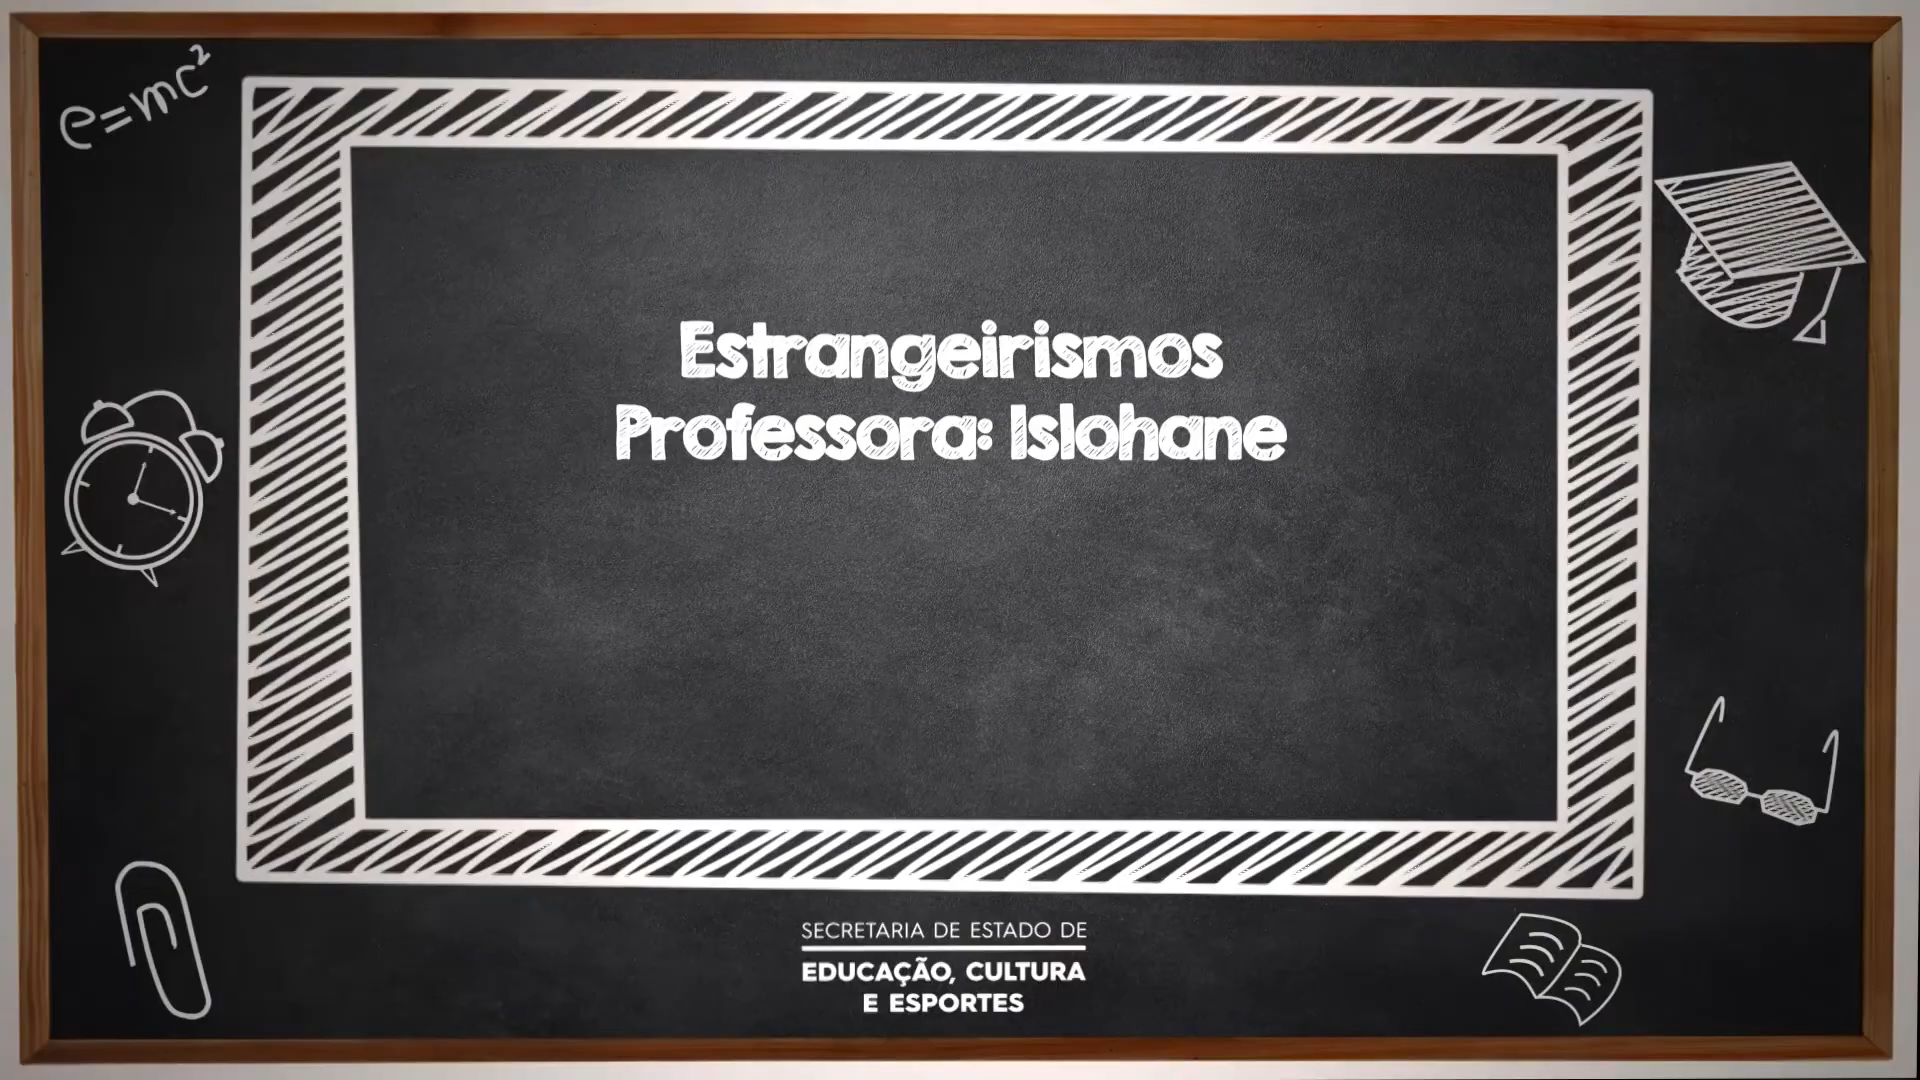 e=mc²
Estrangeirismos
Professora: Islohane
SECRETARIA DE ESTADO DE
EDUCAÇÃO, CULTURA
E ESPORTES